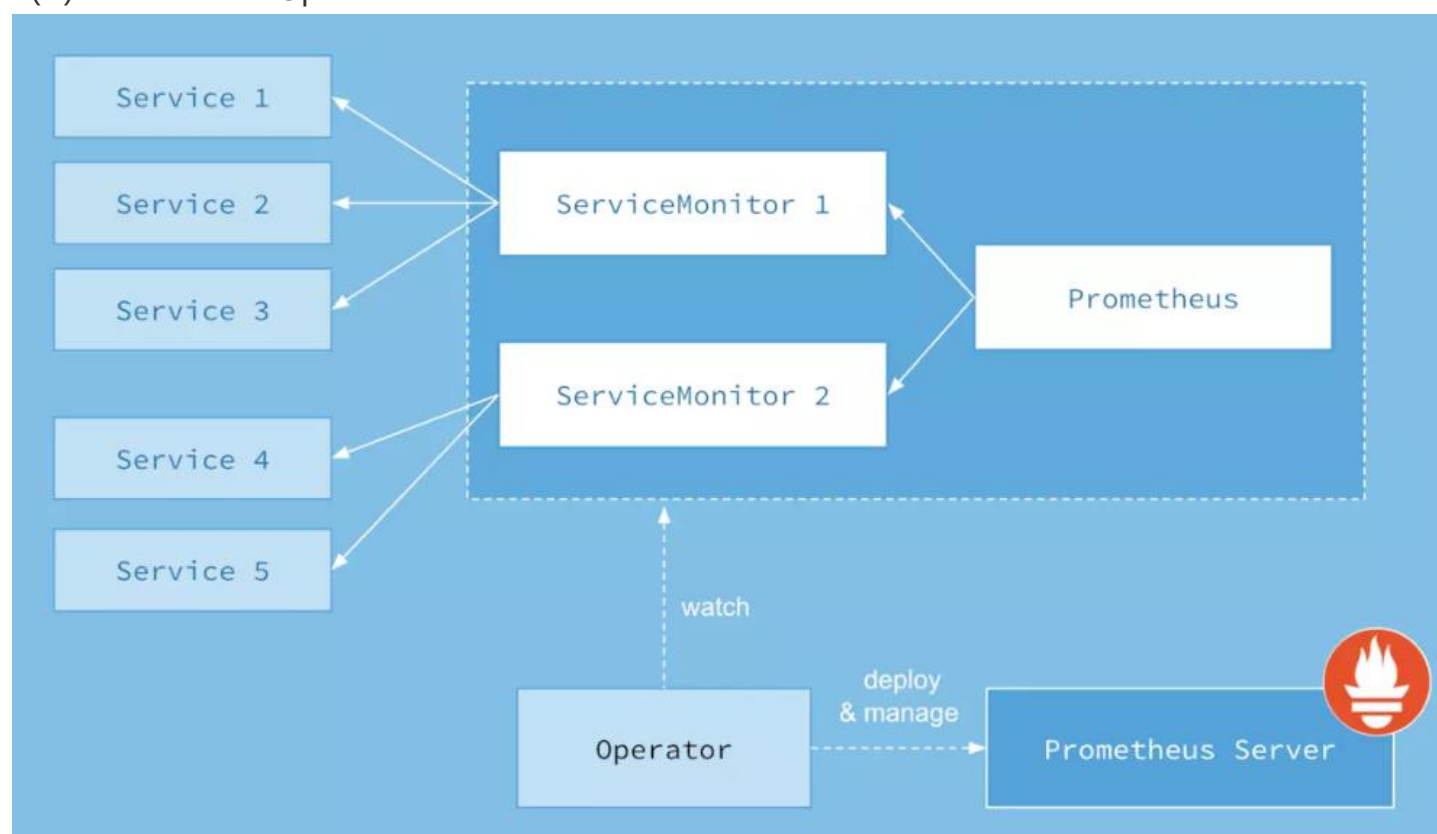 Service 1
Service 2
ServiceMonitor 1
Service 3
Prometheus
ServiceMonitor 2
Service 4
Service 5
watch
deploy
& manage
Operator
Prometheus Server